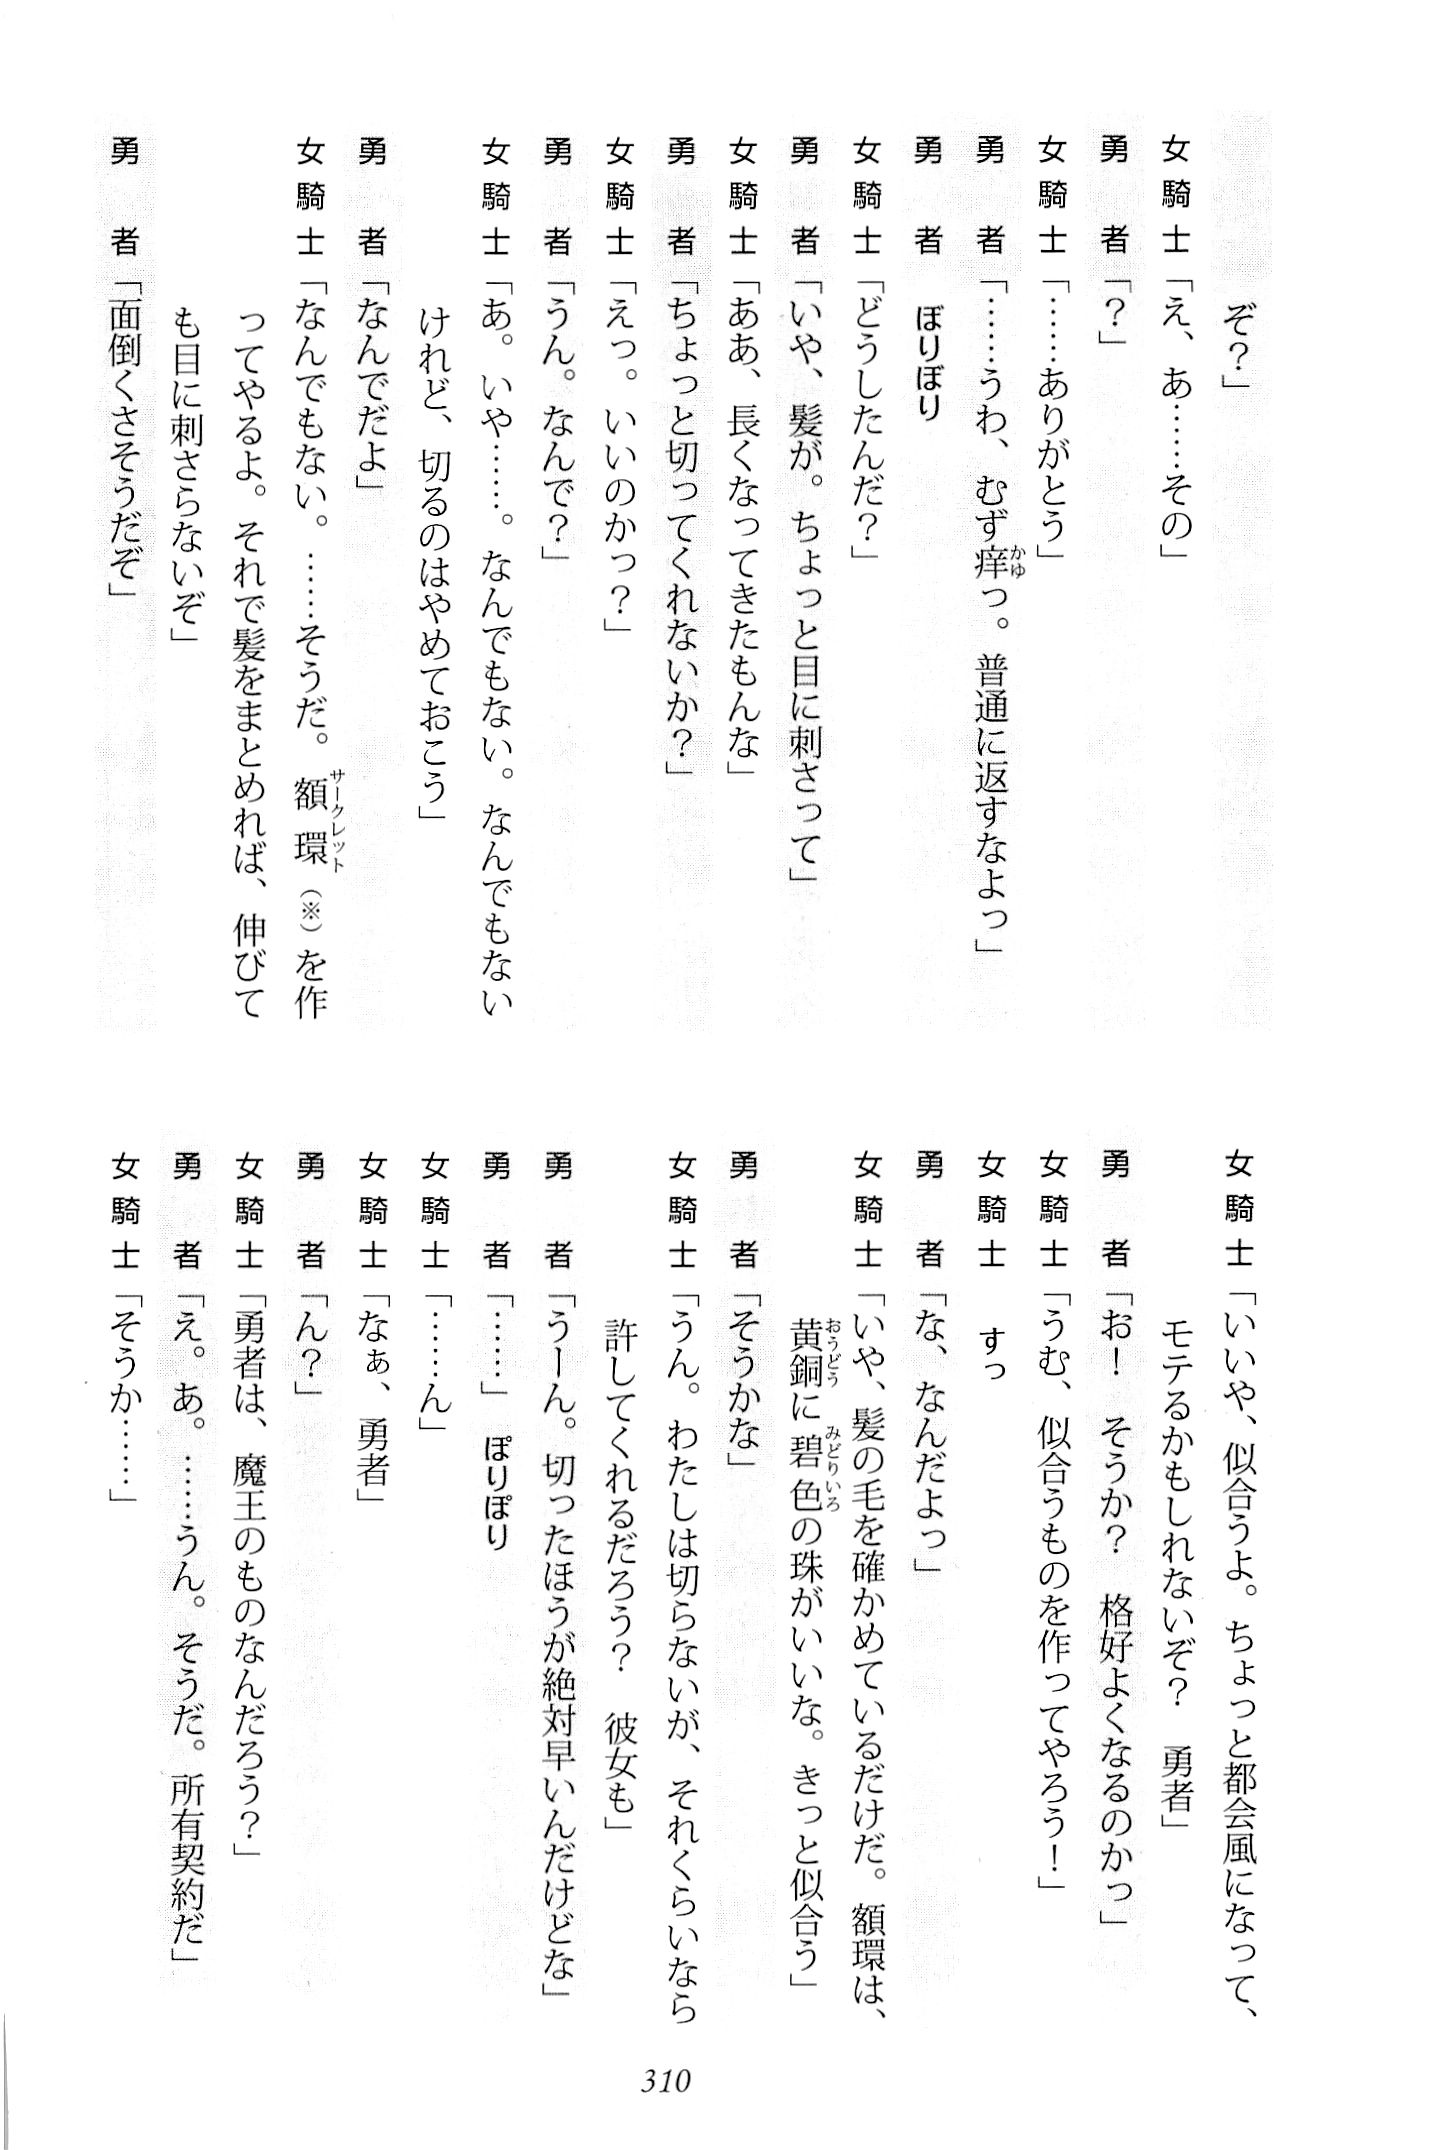 ぞ？」
女騎士「え、あ……その」
勇者「？」
女騎士「……ありがとう」
勇者「……うわ、むず痒っ。普通に返すなよっ」
勇者　ぼりぼり
女騎士「どうしたんだ？」
勇者「いや、髪が。ちょっと目に刺さって」
女騎士「ああ、長くなってきたもんな」
勇者「ちょっと切ってくれないか？」
女騎士「えっ。いいのかっ？」
勇者「うん。なんで？」
女騎士「あ。いや……。なんでもない。なんでもない
けれど、切るのはやめておこう」
勇者「なんでだよ」
女騎士「なんでもない。……そうだ。額環（※）を作
ってやるよ。それで髪をまとめれば、伸びて
も目に刺さらないぞ」
勇者「面倒くさそうだぞ」
女騎士「いいや、似合うよ。ちょっと都会風になって、
モテるかもしれないぞ？　勇者」
勇者「お！　そうか？　格好よくなるのかっ」
女騎士「うむ、似合うものを作ってやろう！」
女騎士　すっ
勇者「な、なんだよっ」
女騎士「いや、髪の毛を確かめているだけだ。額環は、
黄銅に碧色の珠がいいな。きっと似合う」
勇者「そうかな」
女騎士「うん。わたしは切らないが、それくらいなら
許してくれるだろう？　彼女も」
勇者「うーん。切ったほうが絶対早いんだけどな」
勇者「……」ぽりぽり
女騎士「……ん」
女騎士「なぁ、勇者」
勇者「ん？」
女騎士「勇者は、魔王のものなんだろう？」
勇者「え。あ。……うん。そうだ。所有契約だ」
女騎士「そうか……」
310